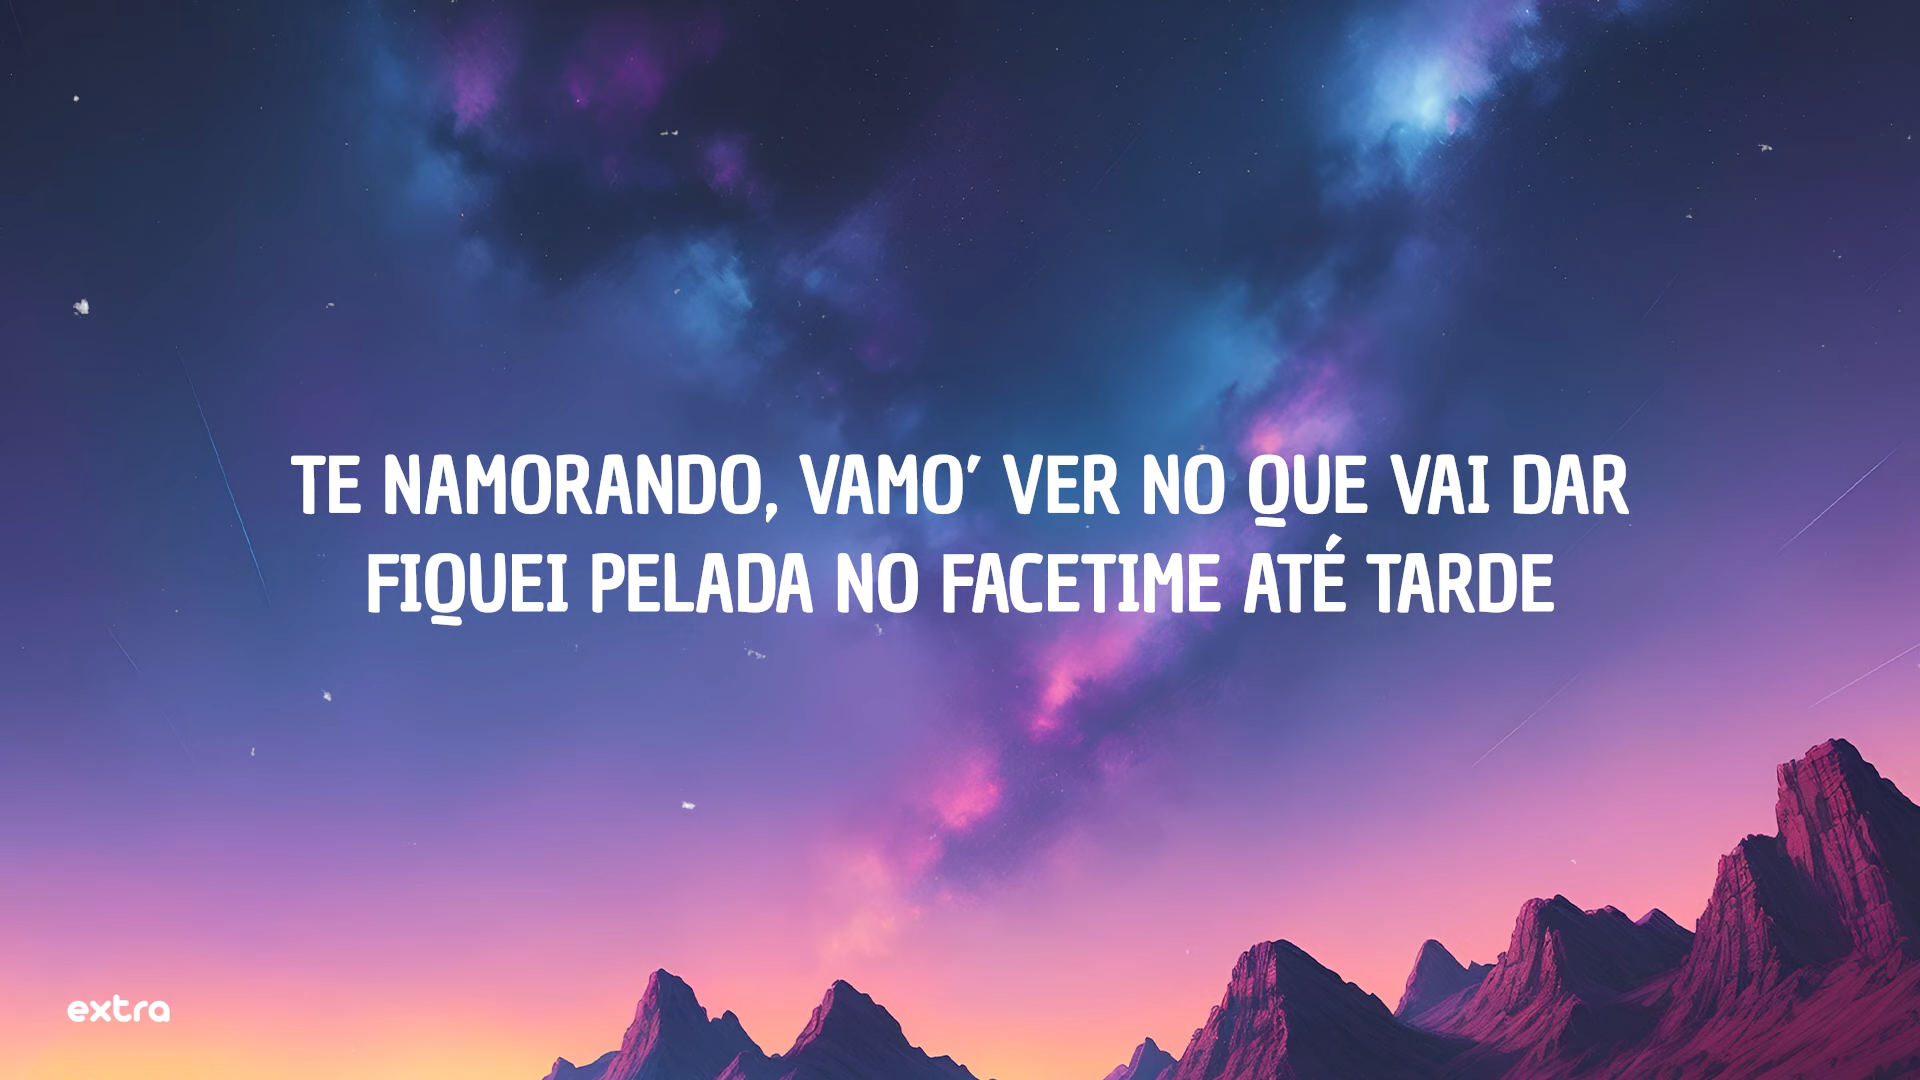 TE NAMORANDO, VAMO' VER NO QUE VAI DAR
FIQUEI PELADA NO FACETIME ATÉ TARDE
extra